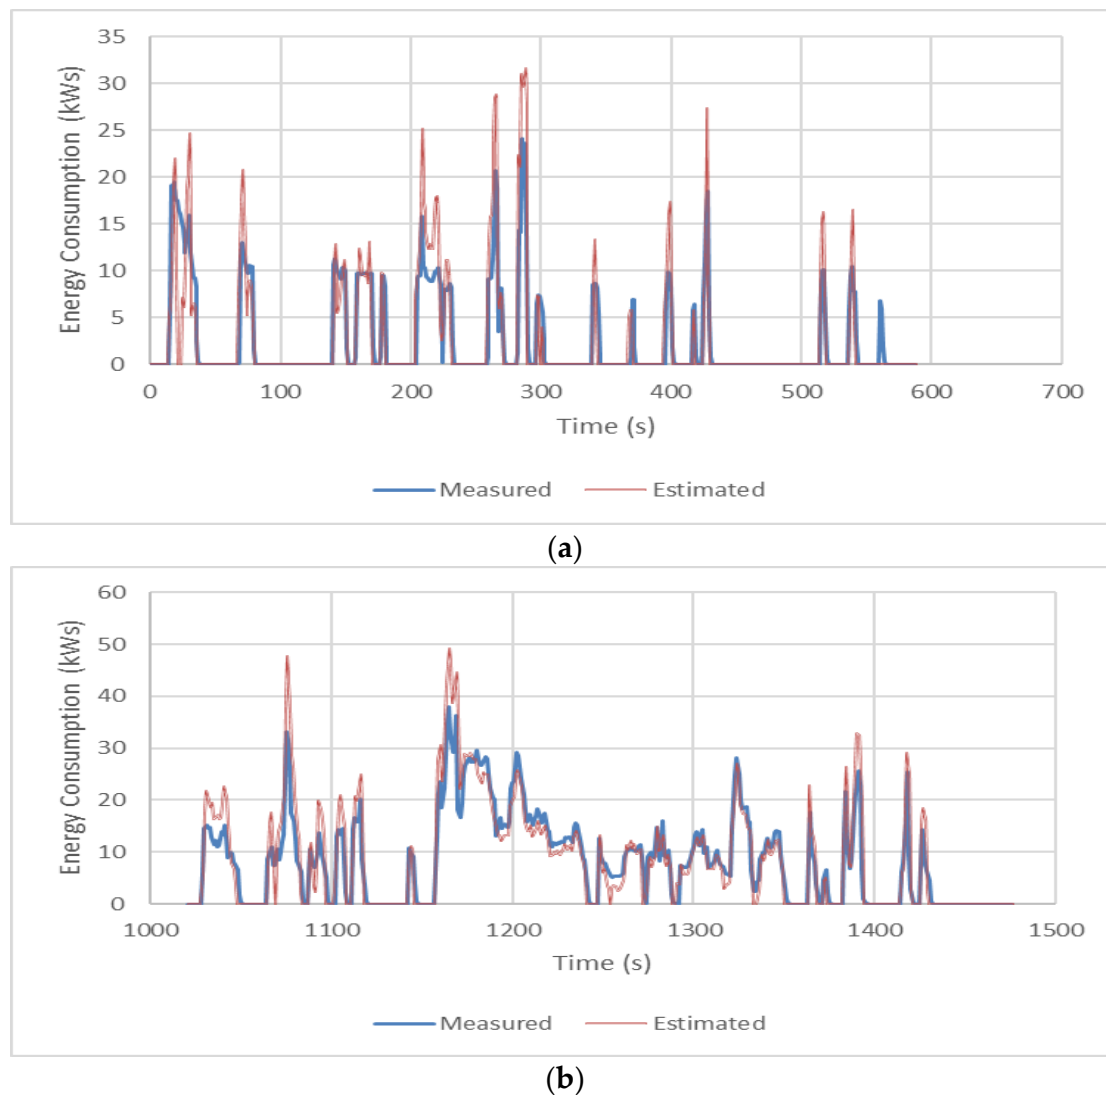 35
30
25
20
15
10
5
0
Energy Consumption (kWs)
0 100 200 300 400 500 600 700
Time (s)
Measured Estimated
(a)
60
50
40
30
20
10
0
Energy Consumption (kWs)
1000 1100 1200 1300 1400 1500
Time (s)
Measured Estimated
(b)